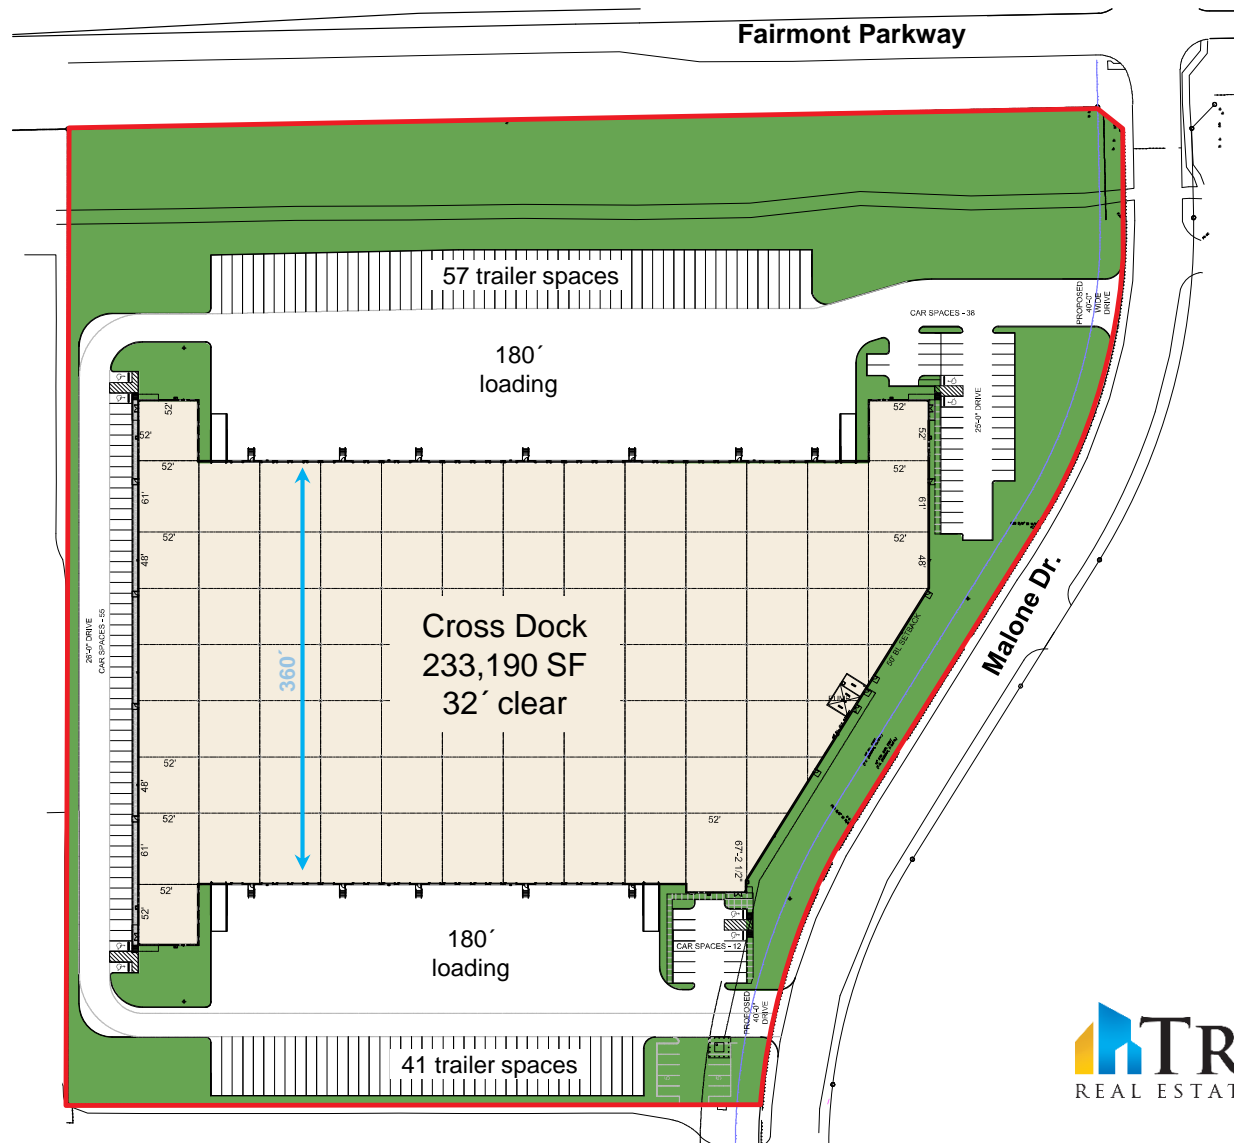 Fairmont Parkway
57 trailer spaces
PROPOSED
40'-0"
WIDE
DRIVE
CAR SPACES - 38
180´
loading
25'-0" DRIVE
52'
52'
52'
61'
52'
48'
52'
52'
52'
61'
52'
48'
26'-0" DRIVE
CAR SPACES - 55
360´
Cross Dock
233,190 SF
32´ clear
50' BL SETBACK
Malone Dr.
52'
48'
52'
61'
52'
52'
52'
67'-2 1/2"
180´
loading
CAR SPACES - 12
PROPOSED
40'-0"
DRIVE
41 trailer spaces
TR
REAL ESTAT